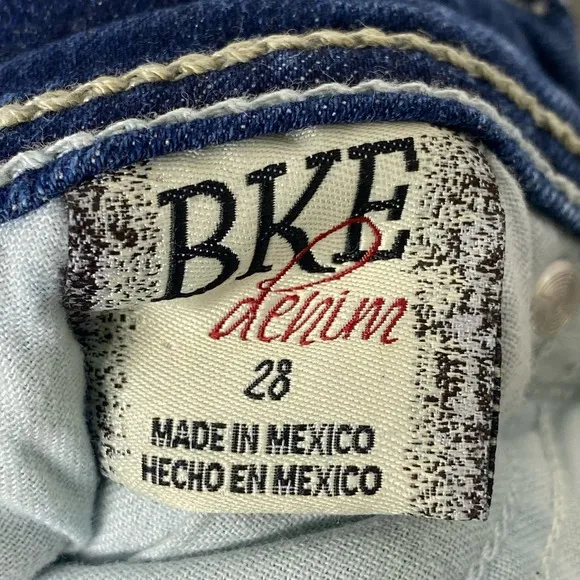 BKE
denim
28
MADE IN MEXICO
HECHO EN MEXICO